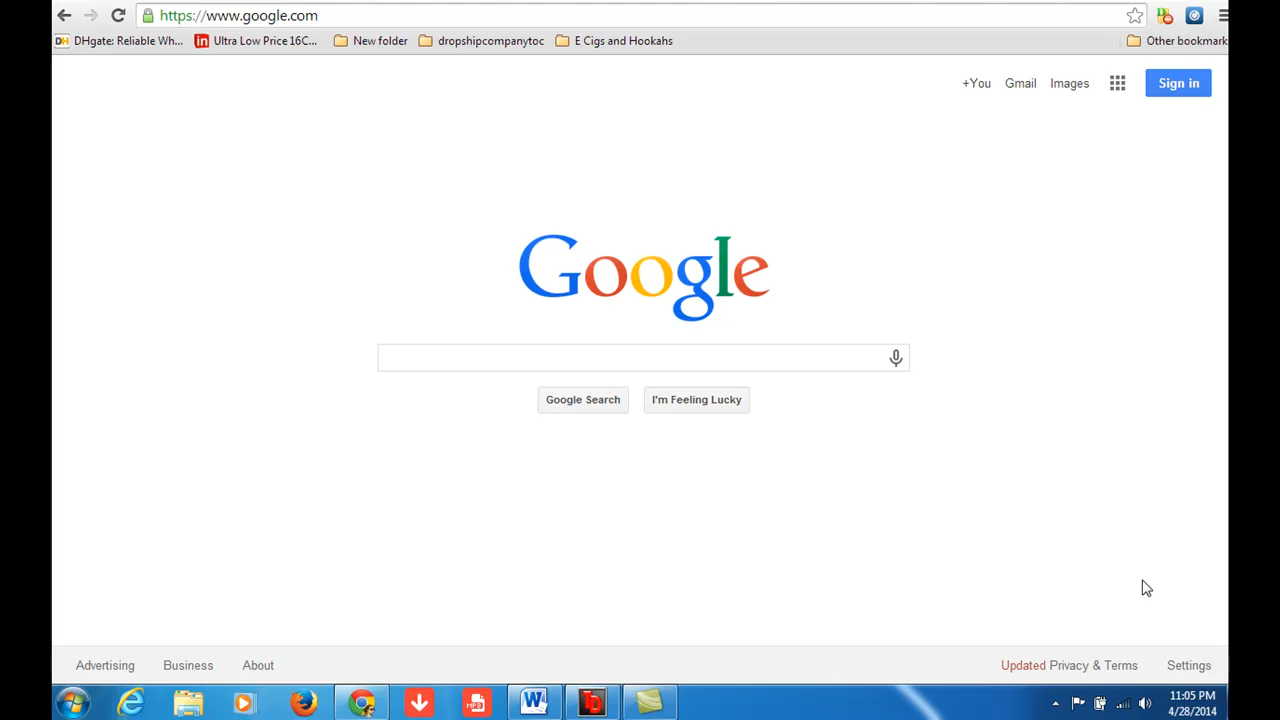 https://www.google.com
DHgate: Reliable Wh... Ultra Low Price 16C... New folder dropshipcompanytoc E Cigs and Hookahs Other bookmark
+You Gmail Images Sign in
Google
Google Search I'm Feeling Lucky
Advertising Business About Updated Privacy & Terms Settings
11:05 PM
4/28/2014